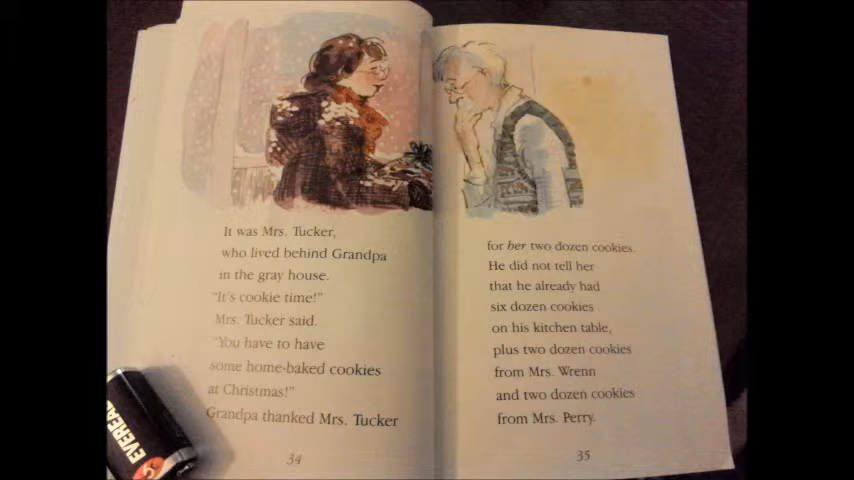 It was Mrs. Tucker,
who lived behind Grandpa
in the gray house.
"It's cookie time!"
Mrs. Tucker said.
"You have to have
some home-baked cookies
at Christmas!"
Grandpa thanked Mrs. Tucker
34
for her two dozen cookies.
He did not tell her
that he already had
six dozen cookies
on his kitchen table,
plus two dozen cookies
from Mrs. Wrenn
and two dozen cookies
from Mrs. Perry.
35